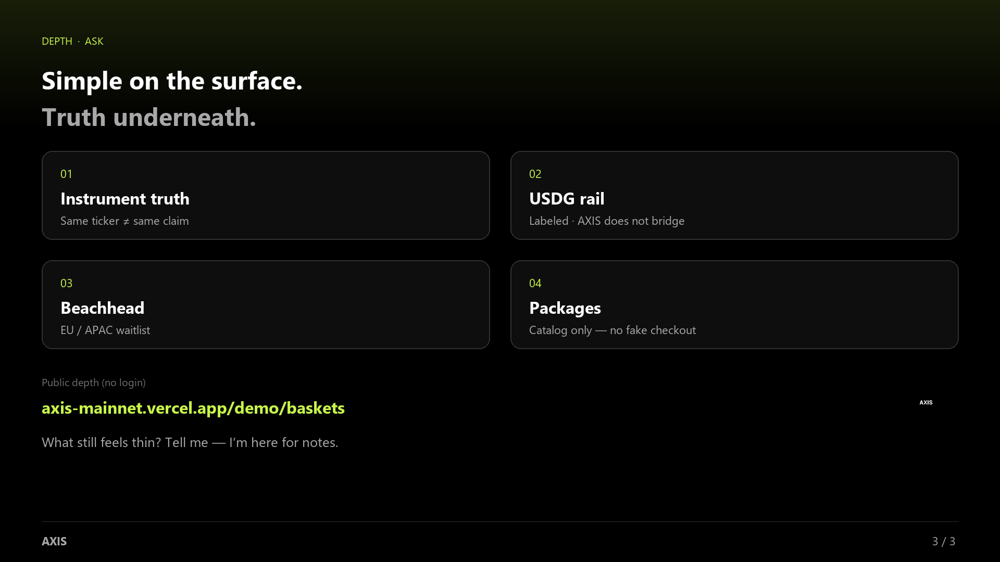 DEPTH · ASK
Simple on the surface.
Truth underneath.
01
Instrument truth
Same ticker ≠ same claim
02
USDG rail
Labeled · AXIS does not bridge
03
Beachhead
EU / APAC waitlist
04
Packages
Catalog only — no fake checkout
Public depth (no login)
axis-mainnet.vercel.app/demo/baskets
AXIS
What still feels thin? Tell me — I’m here for notes.
AXIS
3 / 3